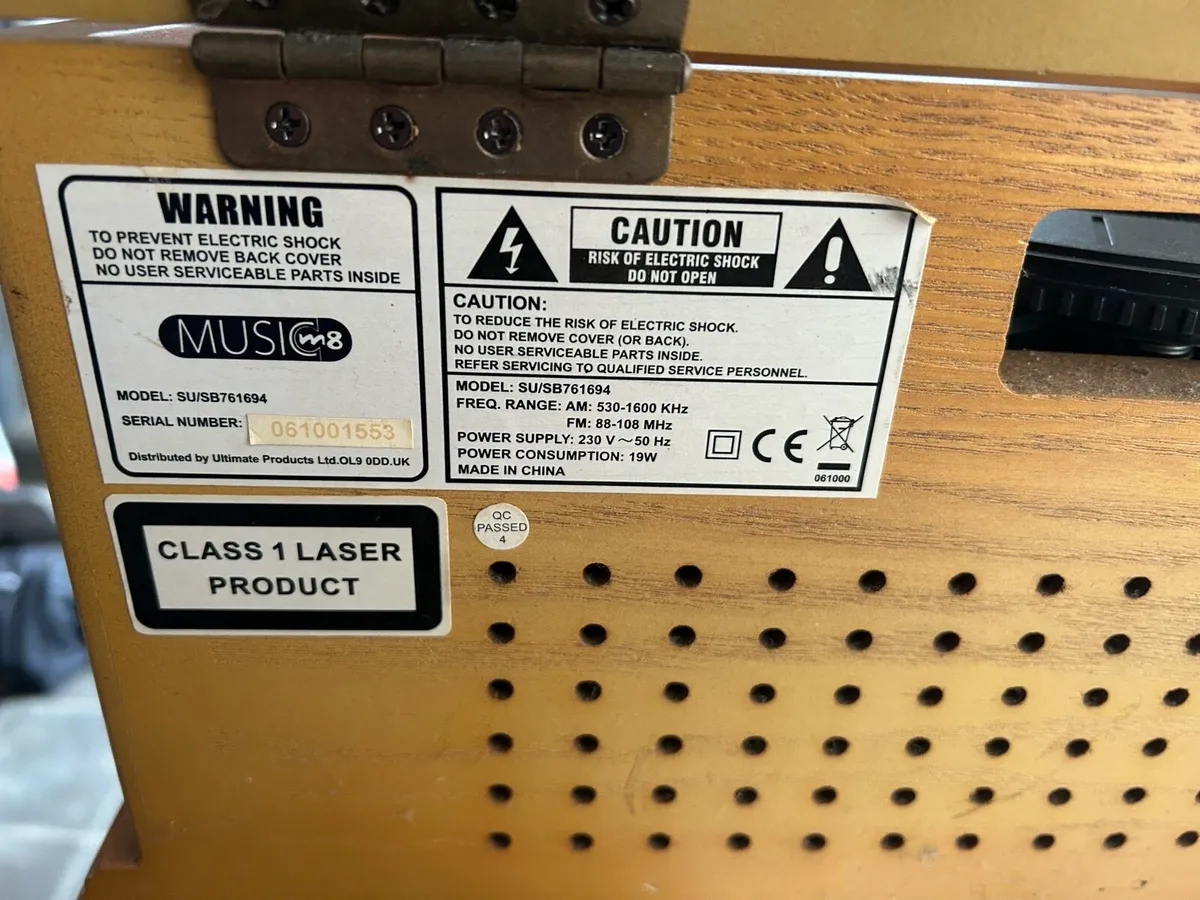 WARNING
TO PREVENT ELECTRIC SHOCK
DO NOT REMOVE BACK COVER
NO USER SERVICEABLE PARTS INSIDE
MUSIC m8
MODEL: SU/SB761694
SERIAL NUMBER: 061001553
Distributed by Ultimate Products Ltd.OL9 0DD.UK
CAUTION
RISK OF ELECTRIC SHOCK
DO NOT OPEN
CAUTION:
TO REDUCE THE RISK OF ELECTRIC SHOCK.
DO NOT REMOVE COVER (OR BACK).
NO USER SERVICEABLE PARTS INSIDE.
REFER SERVICING TO QUALIFIED SERVICE PERSONNEL.
MODEL: SU/SB761694
FREQ. RANGE: AM: 530-1600 KHz
FM: 88-108 MHz
POWER SUPPLY: 230 V ~ 50 Hz
POWER CONSUMPTION: 19W
MADE IN CHINA
CE
061000
CLASS 1 LASER
PRODUCT
QC
PASSED
4